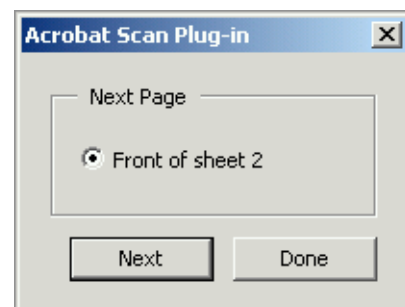 Acrobat Scan Plug-in
Next Page
Front of sheet 2
Next Done